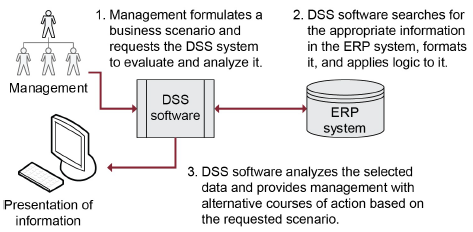 1. Management formulates a
business scenario and
requests the DSS system
to evaluate and analyze it.
2. DSS software searches for
the appropriate information
in the ERP system, formats
it, and applies logic to it.
Management
DSS
software
ERP
system
3. DSS software analyzes the selected
data and provides management with
alternative courses of action based on
the requested scenario.
Presentation of
information